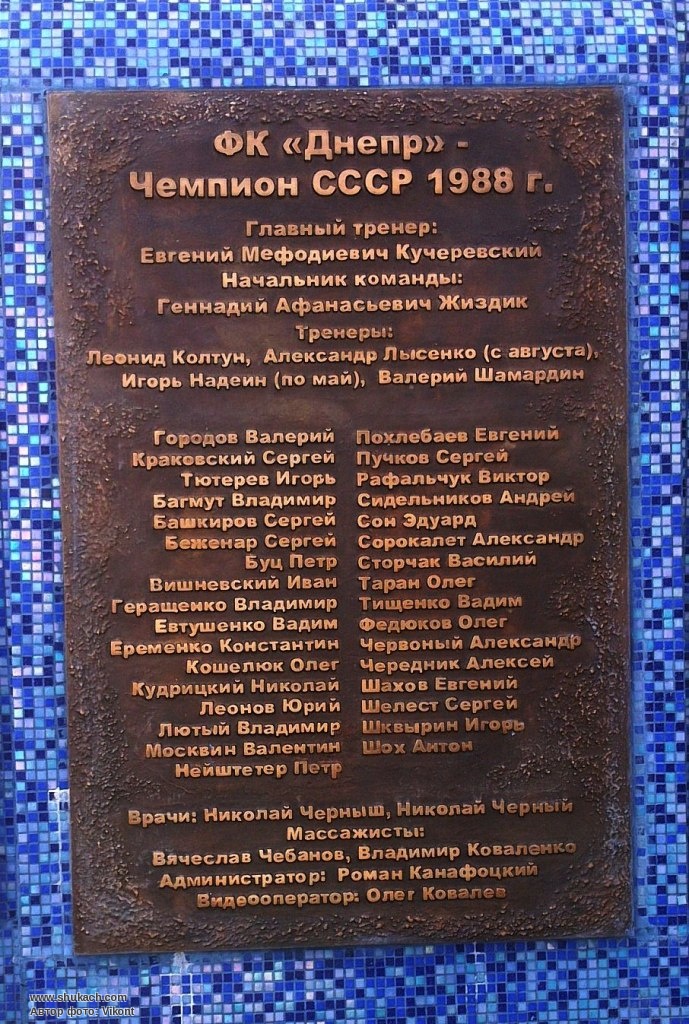 ФК «Днепр» -
Чемпион СССР 1988 г.
Главный тренер:
Евгений Мефодиевич Кучеревский
Начальник команды:
Геннадий Афанасьевич Жиздик
Тренеры:
Леонид Колтун, Александр Лысенко (с августа),
Игорь Надеин (по май), Валерий Шамардин
Городов Валерий
Краковский Сергей
Тютерев Игорь
Багмут Владимир
Башкиров Сергей
Беженар Сергей
Буц Петр
Вишневский Иван
Геращенко Владимир
Евтушенко Вадим
Еременко Константин
Кошелюк Олег
Кудрицкий Николай
Леонов Юрий
Лютый Владимир
Москвин Валентин
Нейштетер Петр
Похлебаев Евгений
Пучков Сергей
Рафальчук Виктор
Сидельников Андрей
Сон Эдуард
Сорокалет Александр
Сторчак Василий
Таран Олег
Тищенко Вадим
Федюков Олег
Червоный Александр
Чередник Алексей
Шахов Евгений
Шелест Сергей
Шквырин Игорь
Шох Антон
Врачи: Николай Черныш, Николай Черный
Массажисты:
Вячеслав Чебанов, Владимир Коваленко
Администратор: Роман Канафоцкий
Видеооператор: Олег Ковалев
www.shukach.com
Автор фото: Vikont